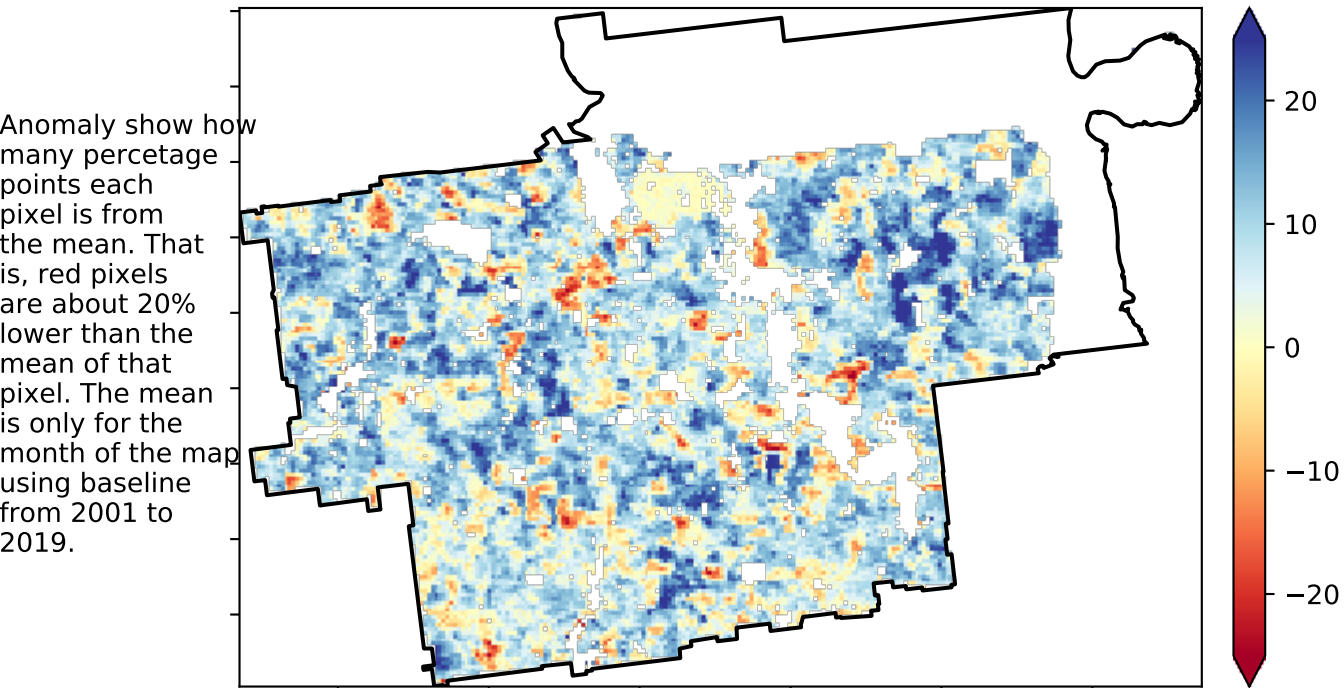 Anomaly show how
many percetage
points each
pixel is from
the mean. That
is, red pixels
are about 20%
lower than the
mean of that
pixel. The mean
is only for the
month of the map
using baseline
from 2001 to
2019.
20
10
0
−10
−20